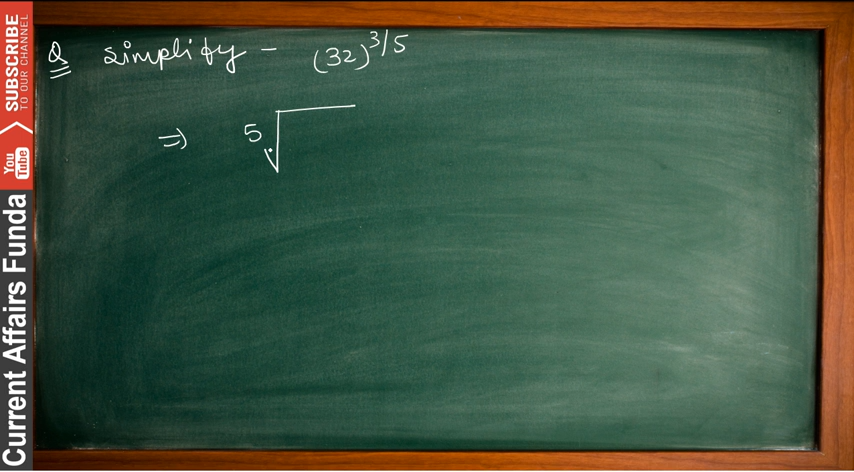 Q simplify - (32)^3/5
⇒ 5√
SUBSCRIBE
TO OUR CHANNEL
You
Tube
Current Affairs Funda